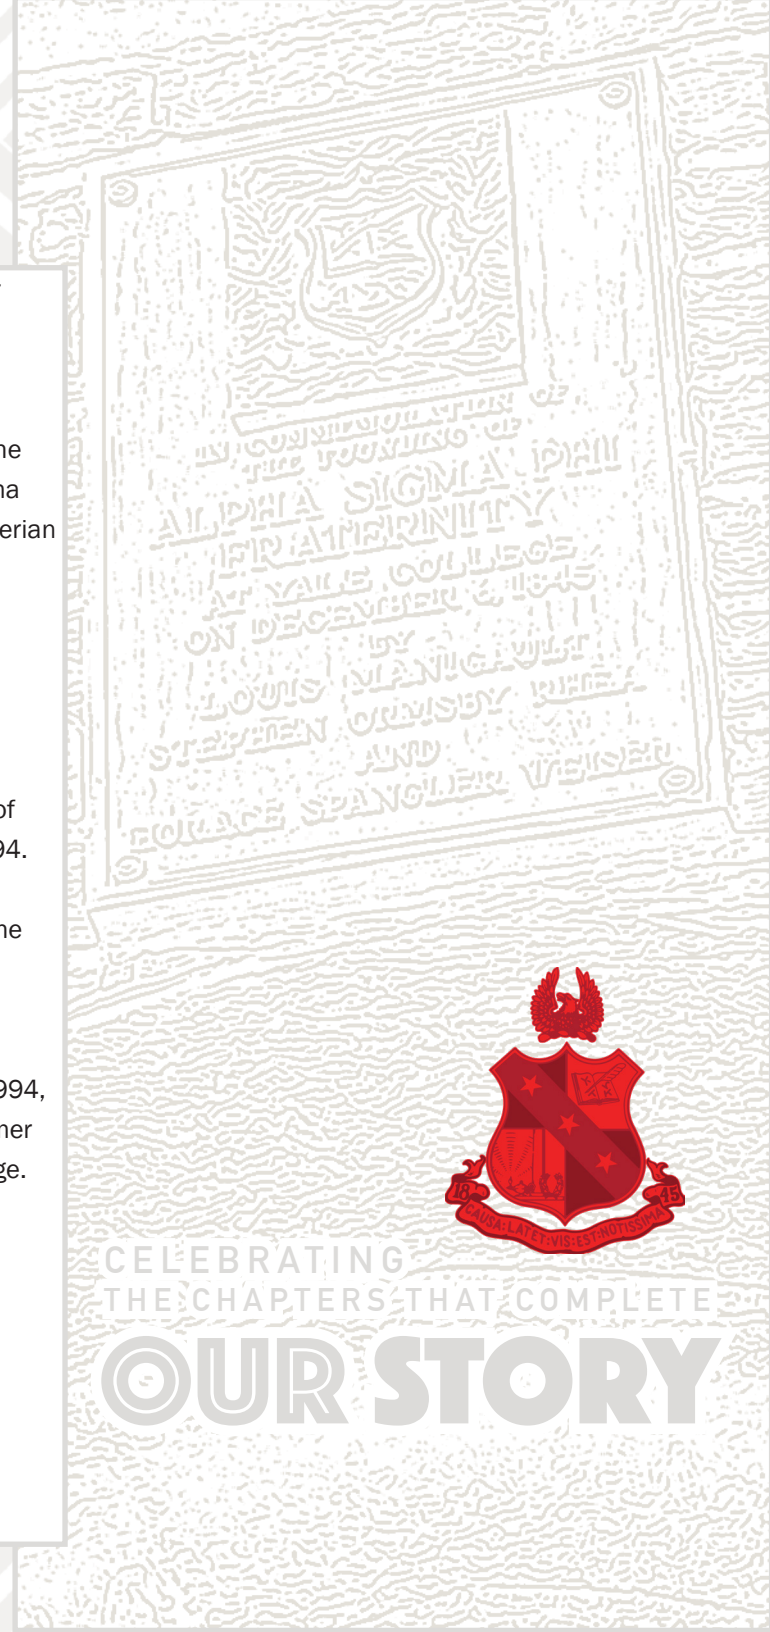 he
na
erian
of
94.
he
994,
ner
ge.
IN COMMEMORATION OF
THE FOUNDING OF
ALPHA SIGMA PHI
FRATERNITY
AT YALE COLLEGE
ON DECEMBER 6, 1845
BY
LOUIS MANIGAULT
STEPHEN ORMSBY RHEA
AND
HORACE SPANGLER WEISER
18 45
CAUSA:LATET:VIS:EST:NOTISSIMA
CELEBRATING
THE CHAPTERS THAT COMPLETE
OUR STORY